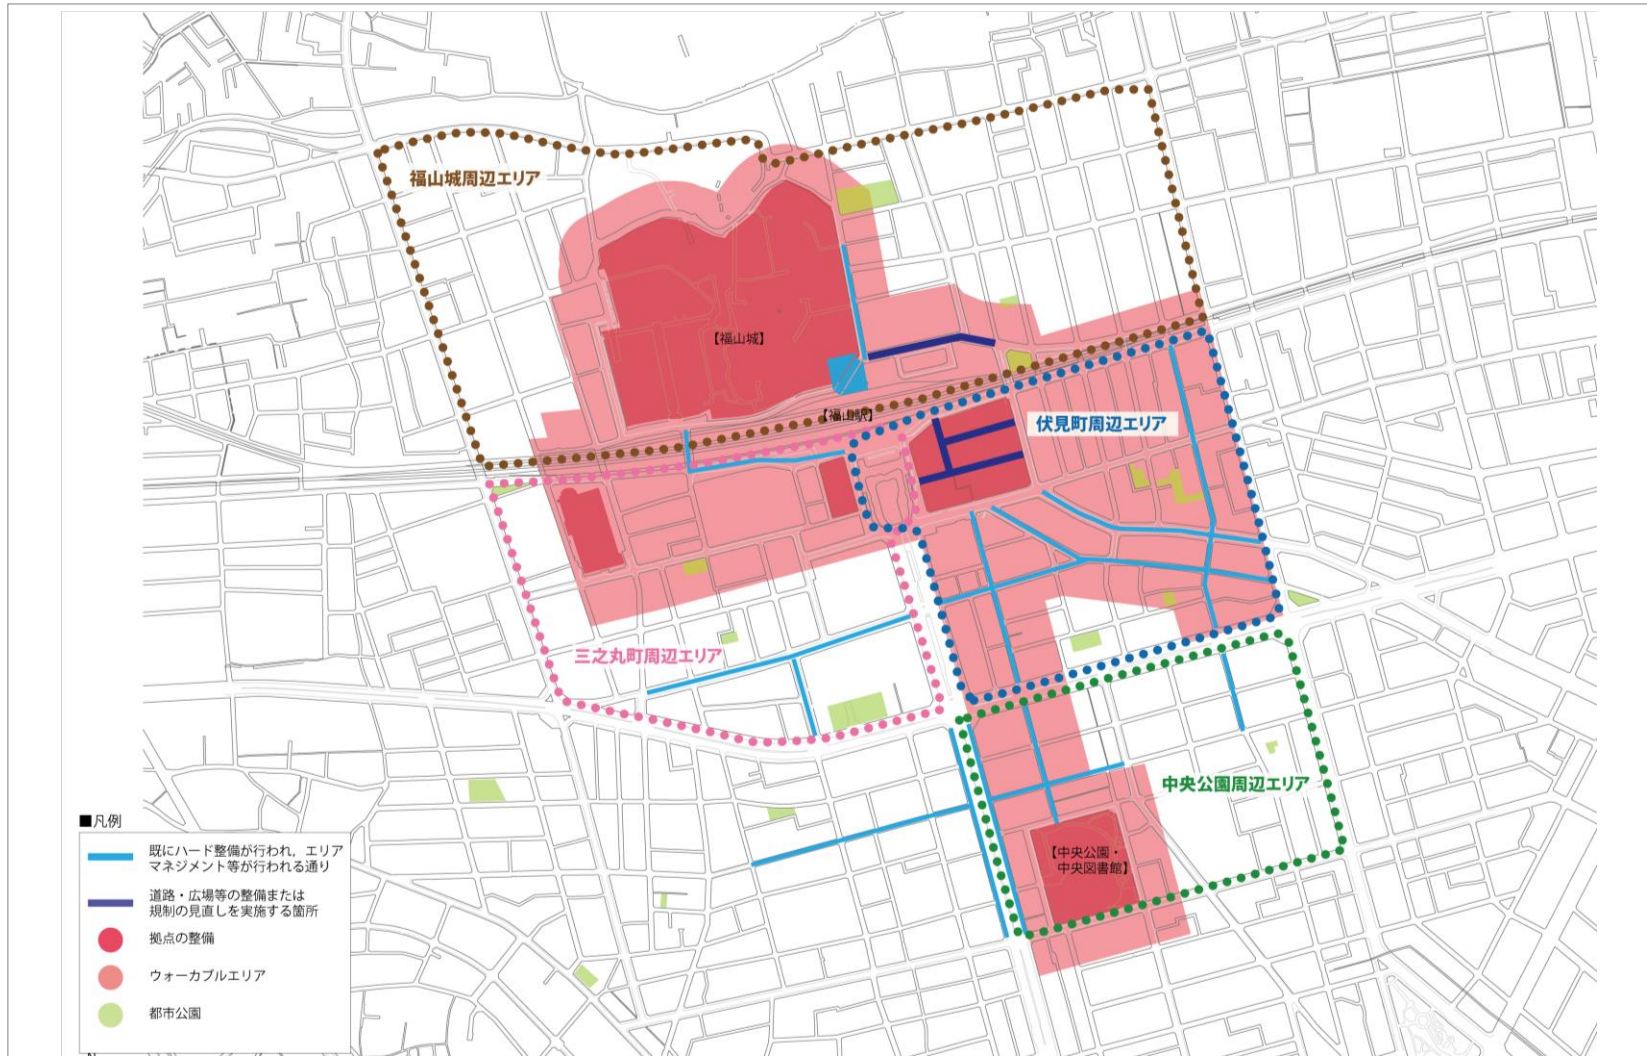 福山城周辺エリア
【福山城】
【福山駅】
伏見町周辺エリア
三之丸町周辺エリア
中央公園周辺エリア
【中央公園・
中央図書館】
■凡例
既にハード整備が行われ，エリア
マネジメント等が行われる通り
道路・広場等の整備または
規制の見直しを実施する箇所
拠点の整備
ウォーカブルエリア
都市公園